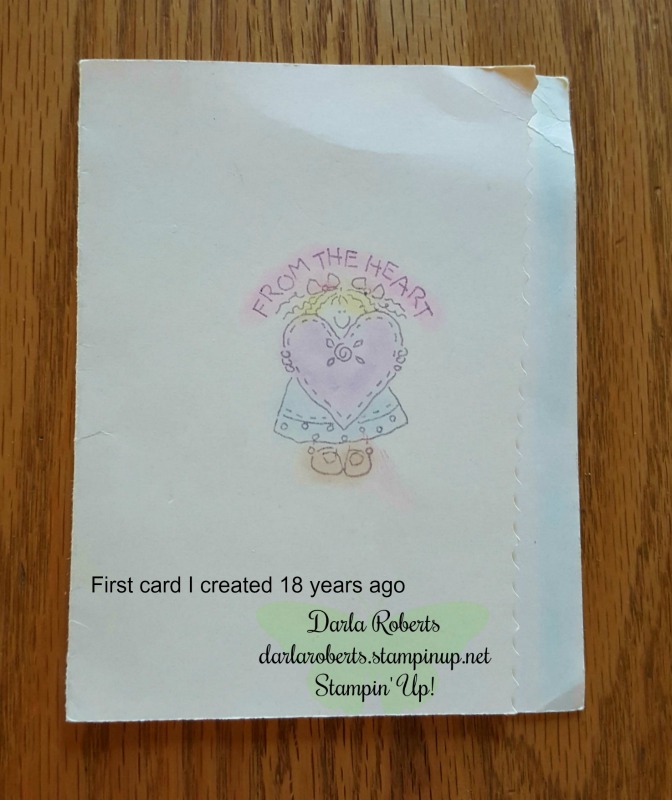 FROM THE HEART
First card I created 18 years ago
Darla Roberts
darlaroberts.stampinup.net
Stampin' Up!